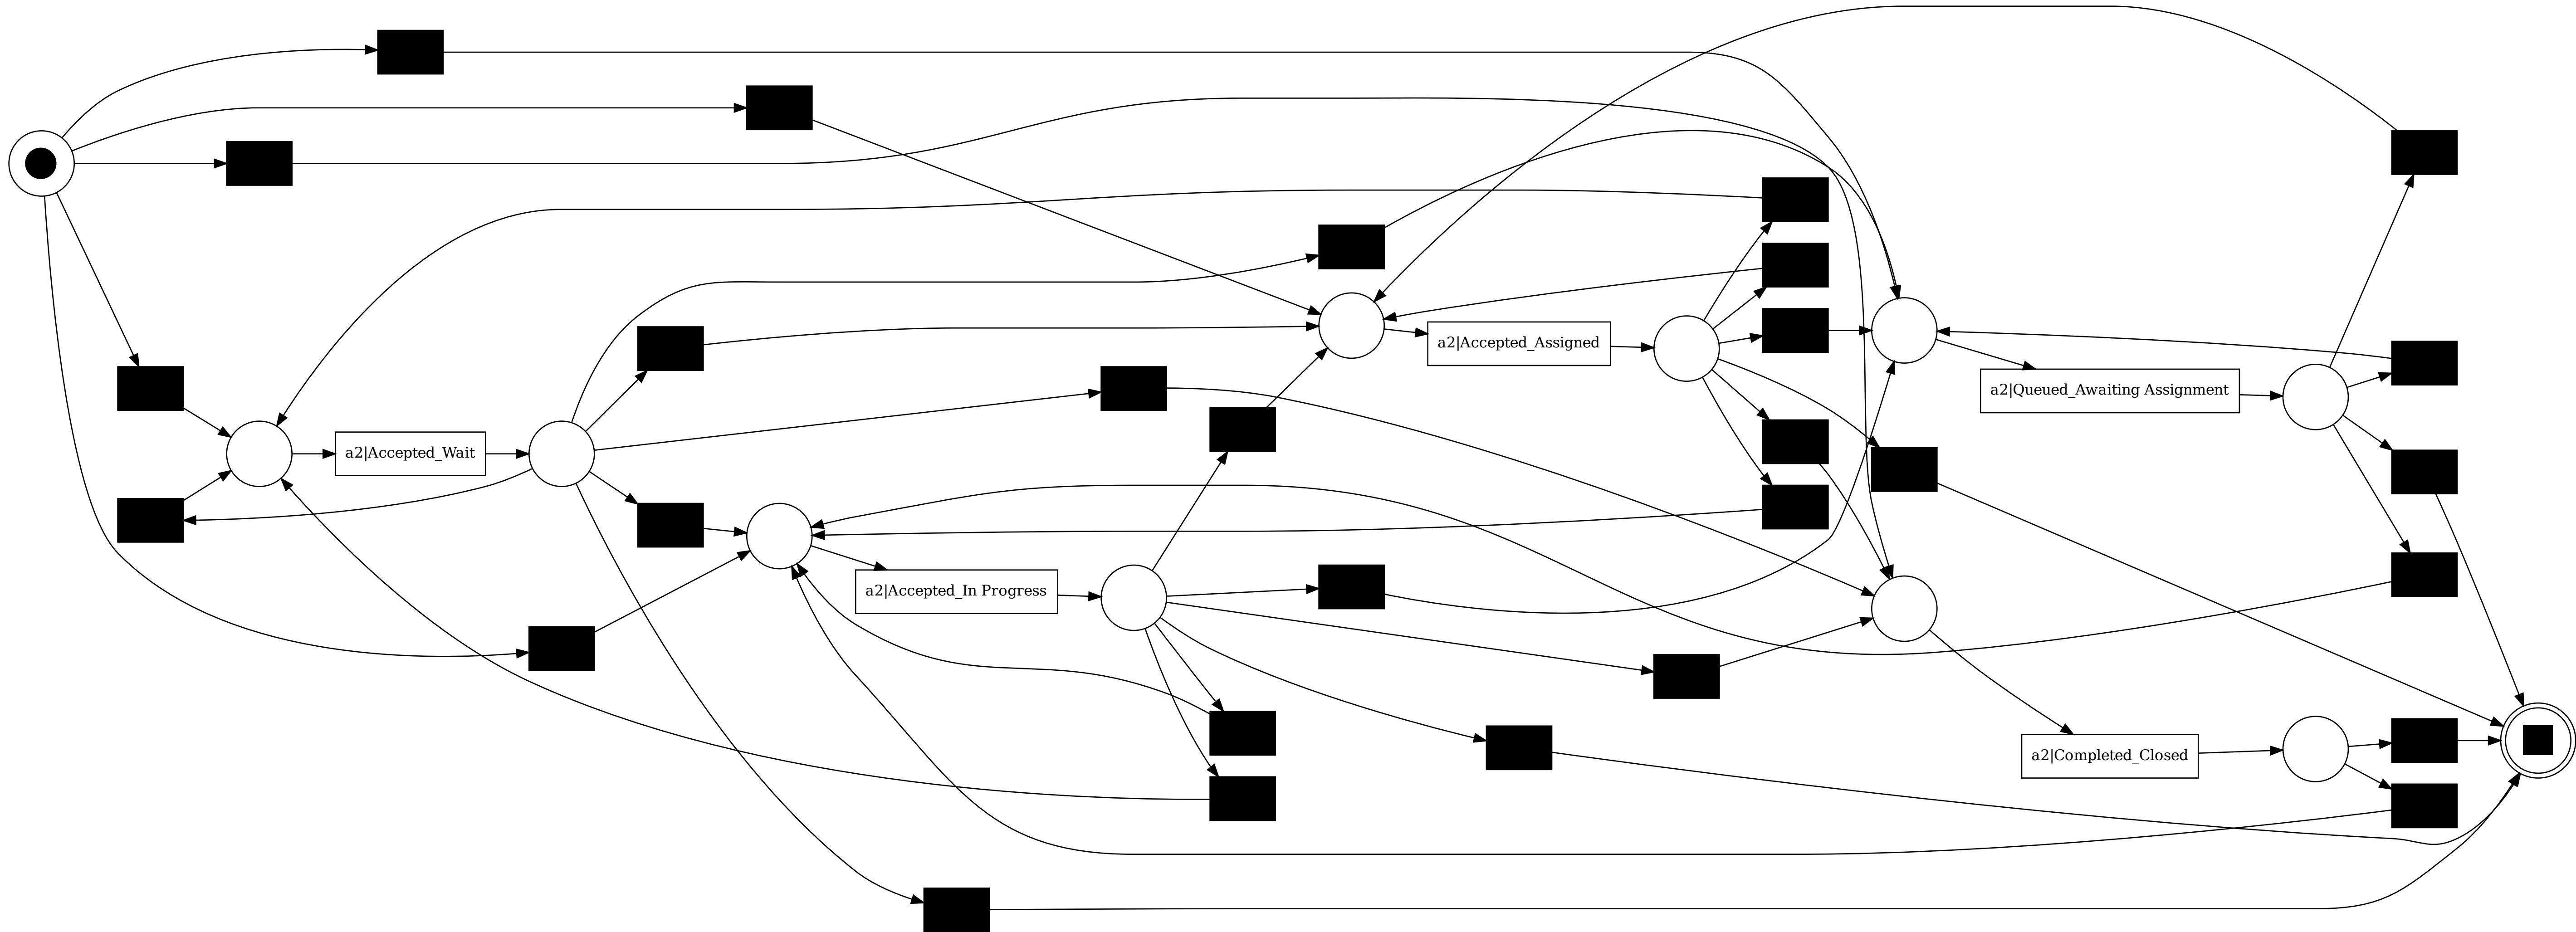 a2|Accepted_Assigned
a2|Queued_Awaiting Assignment
a2|Accepted_Wait
a2|Accepted_In Progress
a2|Completed_Closed